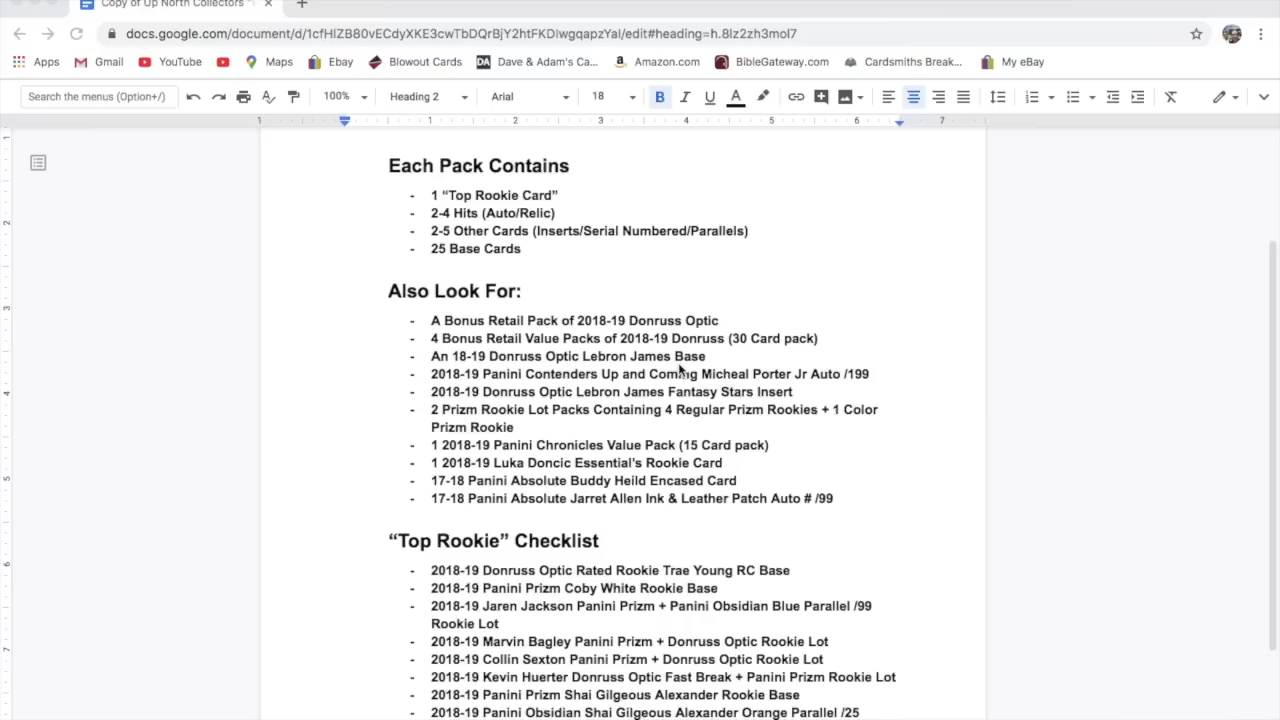 Copy of Up North Collectors
docs.google.com/document/d/1cfHIZB80vECdyXKE3cwTbDQrBjY2htFKDIwgqapzYaI/edit#heading=h.8lz2zh3mol7
Apps Gmail YouTube Maps Ebay Blowout Cards Dave & Adam's Ca... Amazon.com BibleGateway.com Cardsmiths Break... My eBay
Search the menus (Option+/) 100% Heading 2 Arial 18 B I U A
1 1 2 3 4 5 6 7
Each Pack Contains
- 1 “Top Rookie Card”
- 2-4 Hits (Auto/Relic)
- 2-5 Other Cards (Inserts/Serial Numbered/Parallels)
- 25 Base Cards
Also Look For:
- A Bonus Retail Pack of 2018-19 Donruss Optic
- 4 Bonus Retail Value Packs of 2018-19 Donruss (30 Card pack)
- An 18-19 Donruss Optic Lebron James Base
- 2018-19 Panini Contenders Up and Coming Micheal Porter Jr Auto /199
- 2018-19 Donruss Optic Lebron James Fantasy Stars Insert
- 2 Prizm Rookie Lot Packs Containing 4 Regular Prizm Rookies + 1 Color
Prizm Rookie
- 1 2018-19 Panini Chronicles Value Pack (15 Card pack)
- 1 2018-19 Luka Doncic Essential's Rookie Card
- 17-18 Panini Absolute Buddy Heild Encased Card
- 17-18 Panini Absolute Jarret Allen Ink & Leather Patch Auto # /99
“Top Rookie” Checklist
- 2018-19 Donruss Optic Rated Rookie Trae Young RC Base
- 2018-19 Panini Prizm Coby White Rookie Base
- 2018-19 Jaren Jackson Panini Prizm + Panini Obsidian Blue Parallel /99
Rookie Lot
- 2018-19 Marvin Bagley Panini Prizm + Donruss Optic Rookie Lot
- 2018-19 Collin Sexton Panini Prizm + Donruss Optic Rookie Lot
- 2018-19 Kevin Huerter Donruss Optic Fast Break + Panini Prizm Rookie Lot
- 2018-19 Panini Prizm Shai Gilgeous Alexander Rookie Base
- 2018-19 Panini Obsidian Shai Gilgeous Alexander Orange Parallel /25